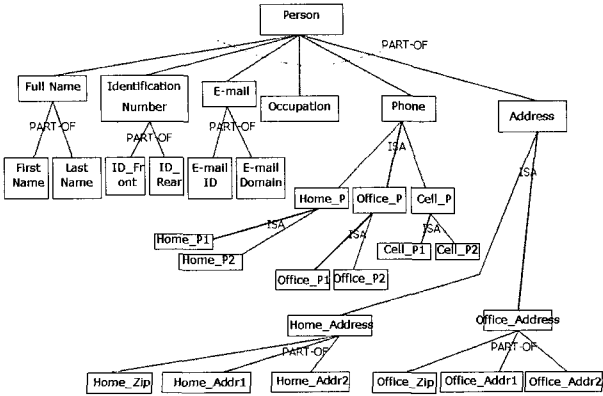 Person
PART-OF
Full Name
Identification
Number
E-mail
Occupation
Phone
Address
PART-OF
PART-OF
PART-OF
ISA
ISA
First
Name
Last
Name
ID_Fr
ont
ID_
Rear
E-mail
ID
E-mail
Domain
Home_P
Office_P
Cell_P
ISA
ISA
ISA
Home_P1
Home_P2
Cell_P1
Cell_P2
Office_P1
Office_P2
Home_Address
Office_Address
PART-OF
PART-OF
Home_Zip
Home_Addr1
Home_Addr2
Office_Zip
Office_Addr1
Office_Addr2